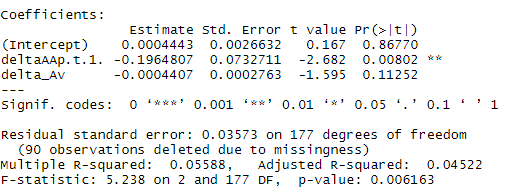 Coefficients:
Estimate Std. Error t value Pr(>|t|)
(Intercept) 0.0004443 0.0026632 0.167 0.86770
deltaAAp.t.1. -0.1964807 0.0732711 -2.682 0.00802 **
delta_Av -0.0004407 0.0002763 -1.595 0.11252
---
Signif. codes: 0 ‘***’ 0.001 ‘**’ 0.01 ‘*’ 0.05 ‘.’ 0.1 ‘ ’ 1
Residual standard error: 0.03573 on 177 degrees of freedom
(90 observations deleted due to missingness)
Multiple R-squared: 0.05588, Adjusted R-squared: 0.04522
F-statistic: 5.238 on 2 and 177 DF, p-value: 0.006163